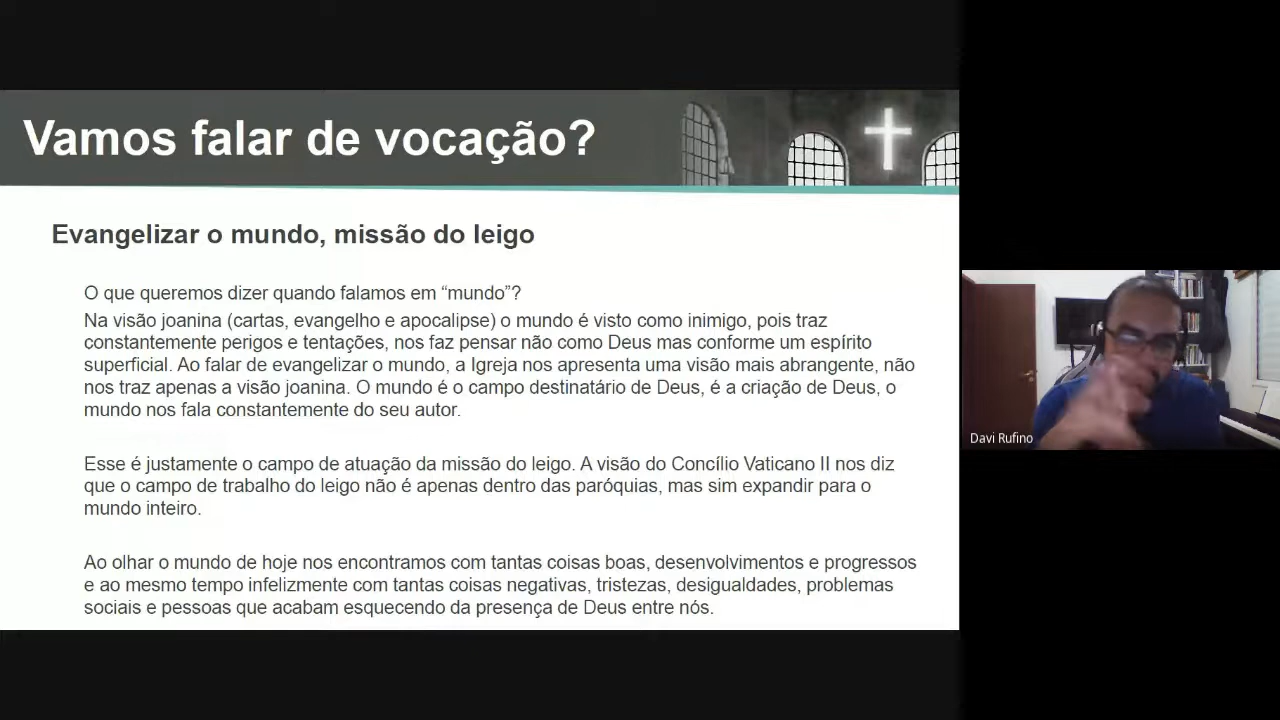 Vamos falar de vocação?
Evangelizar o mundo, missão do leigo
O que queremos dizer quando falamos em “mundo”?
Na visão joanina (cartas, evangelho e apocalipse) o mundo é visto como inimigo, pois traz
constantemente perigos e tentações, nos faz pensar não como Deus mas conforme um espírito
superficial. Ao falar de evangelizar o mundo, a Igreja nos apresenta uma visão mais abrangente, não
nos traz apenas a visão joanina. O mundo é o campo destinatário de Deus, é a criação de Deus, o
mundo nos fala constantemente do seu autor.
Esse é justamente o campo de atuação da missão do leigo. A visão do Concílio Vaticano II nos diz
que o campo de trabalho do leigo não é apenas dentro das paróquias, mas sim expandir para o
mundo inteiro.
Ao olhar o mundo de hoje nos encontramos com tantas coisas boas, desenvolvimentos e progressos
e ao mesmo tempo infelizmente com tantas coisas negativas, tristezas, desigualdades, problemas
sociais e pessoas que acabam esquecendo da presença de Deus entre nós.
Davi Rufino